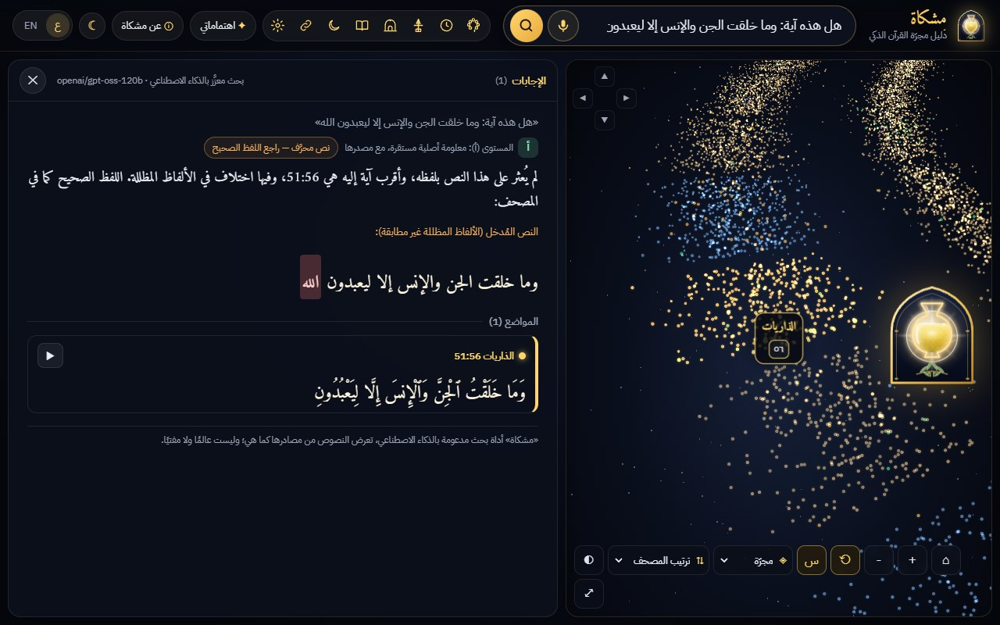 مشكاة
دليل مجرّة القرآن الذكي
هل هذه آية: وما خلقت الجن والإنس إلا ليعبدون
✦ اهتماماتي
عن مشكاة
ع
EN
الإجابات (1)
بحث معزَّز بالذكاء الاصطناعي · openai/gpt-oss-120b
«هل هذه آية: وما خلقت الجن والإنس إلا ليعبدون الله»
أ
المستوى (أ): معلومة أصلية مستقرة، مع مصدرها
نص محرَّف — راجع اللفظ الصحيح
لم يُعثر على هذا النص بلفظه، وأقرب آية إليه هي 51:56، وفيها اختلاف في الألفاظ المظللة. اللفظ الصحيح كما في
المصحف:
النص المُدخل (الألفاظ المظللة غير مطابقة):
وما خلقت الجن والإنس إلا ليعبدون الله
المواضع (1)
الذاريات 51:56
وَمَا خَلَقْتُ ٱلْجِنَّ وَٱلْإِنسَ إِلَّا لِيَعْبُدُونِ
«مشكاة» أداة بحث مدعومة بالذكاء الاصطناعي، تعرض النصوص من مصادرها كما هي؛ وليست عالمًا ولا مفتيًا.
الذاريات
٥٦
+
-
س
مجرّة
ترتيب المصحف